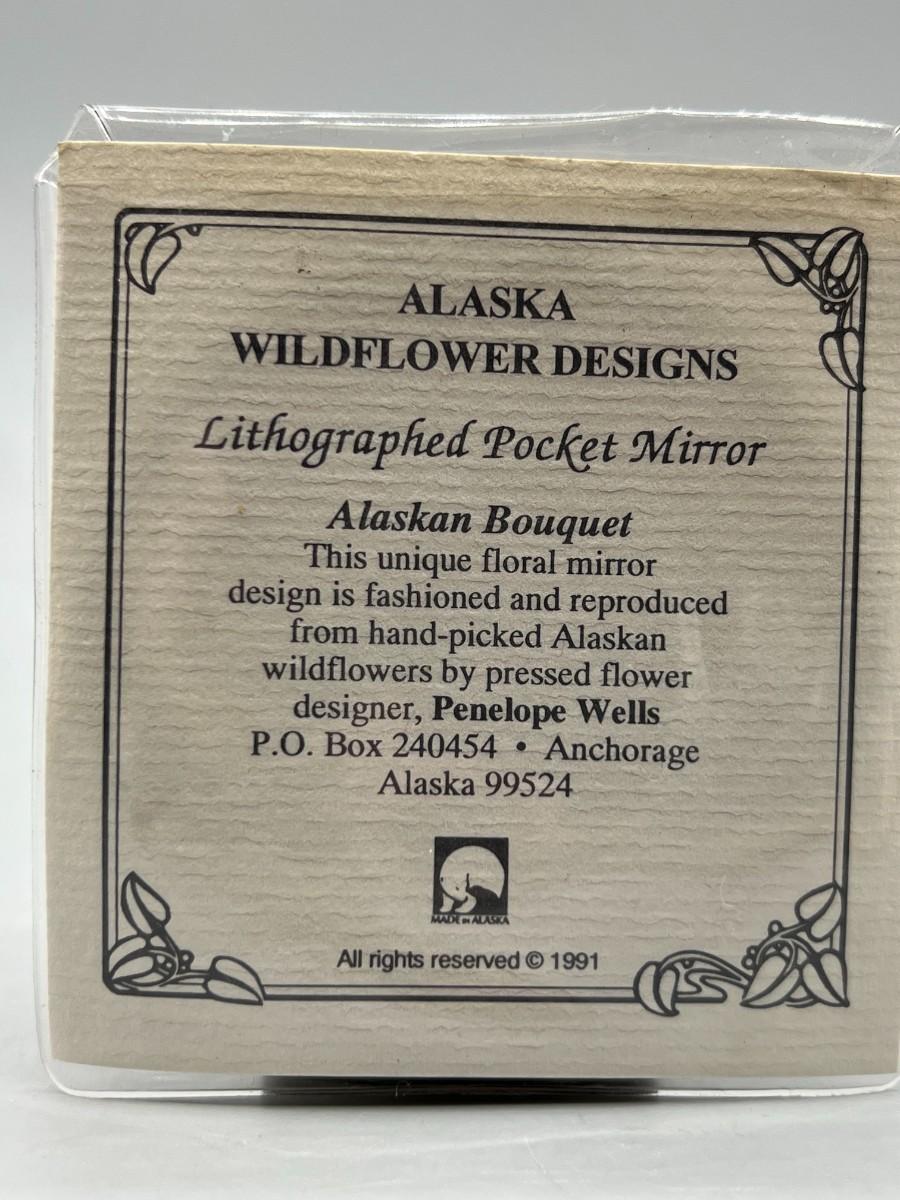 ALASKA
WILDFLOWER DESIGNS
Lithographed Pocket Mirror
Alaskan Bouquet
This unique floral mirror
design is fashioned and reproduced
from hand-picked Alaskan
wildflowers by pressed flower
designer, Penelope Wells
P.O. Box 240454 • Anchorage
Alaska 99524
MADE IN ALASKA
All rights reserved © 1991